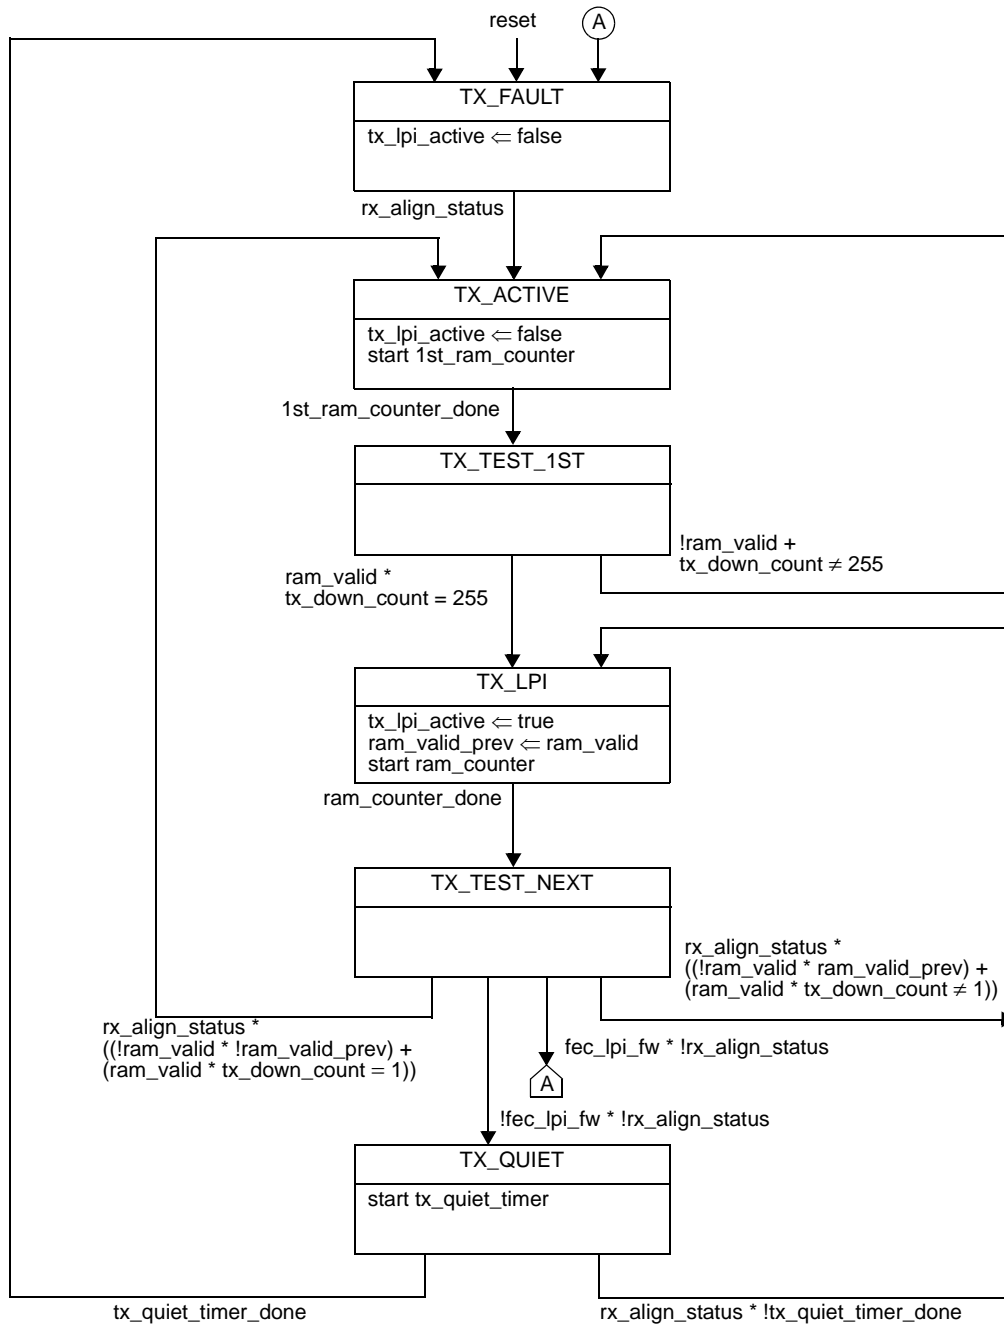 reset
A
TX_FAULT
tx_lpi_active ⇐ false
rx_align_status
TX_ACTIVE
tx_lpi_active ⇐ false
start 1st_ram_counter
1st_ram_counter_done
TX_TEST_1ST
!ram_valid +
tx_down_count ≠ 255
ram_valid *
tx_down_count = 255
TX_LPI
tx_lpi_active ⇐ true
ram_valid_prev ⇐ ram_valid
start ram_counter
ram_counter_done
TX_TEST_NEXT
rx_align_status *
((!ram_valid * ram_valid_prev) +
(ram_valid * tx_down_count ≠ 1))
rx_align_status *
((!ram_valid * !ram_valid_prev) +
(ram_valid * tx_down_count = 1))
fec_lpi_fw * !rx_align_status
A
!fec_lpi_fw * !rx_align_status
TX_QUIET
start tx_quiet_timer
tx_quiet_timer_done
rx_align_status * !tx_quiet_timer_done